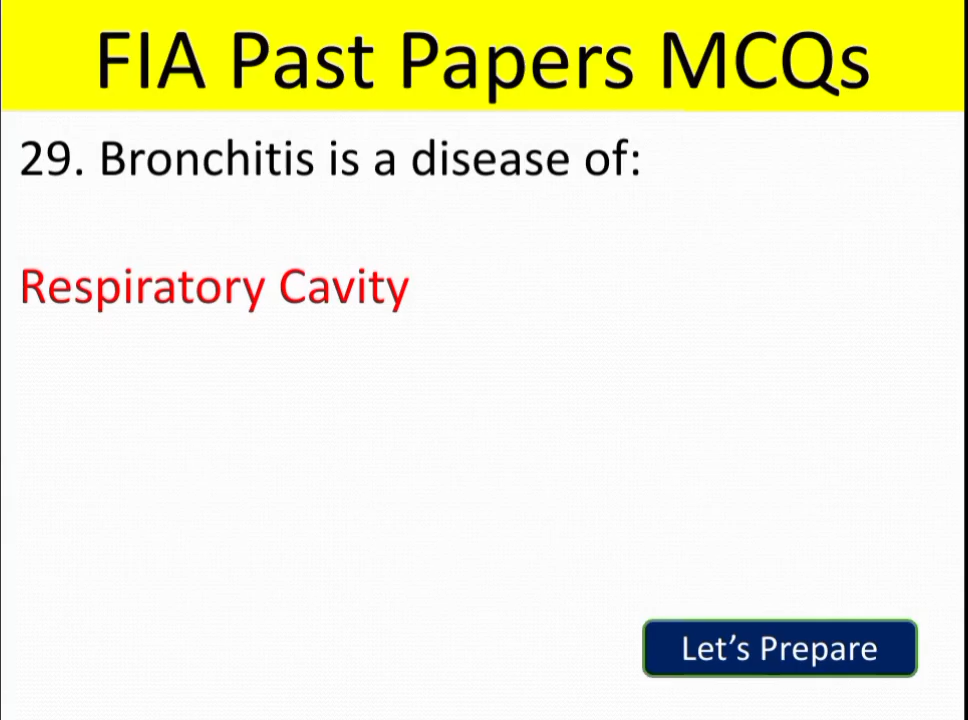 FIA Past Papers MCQs
29. Bronchitis is a disease of:
Respiratory Cavity
Let’s Prepare